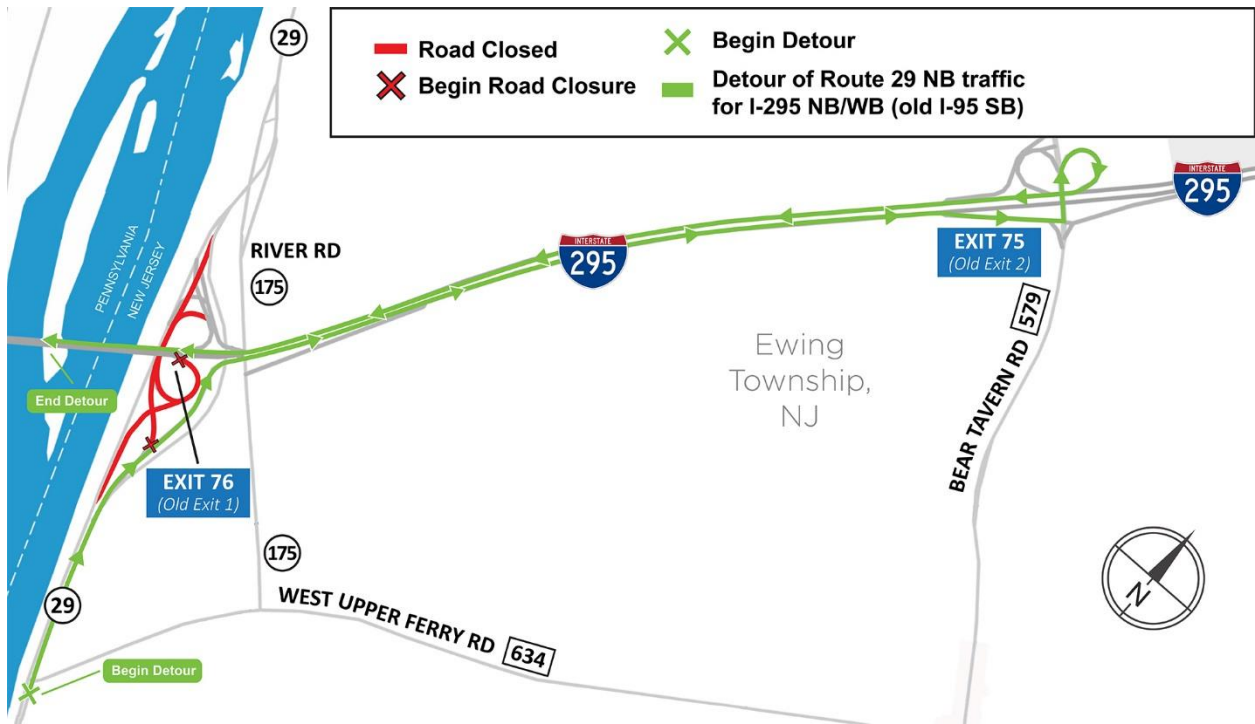 29
Road Closed
Begin Road Closure
Begin Detour
Detour of Route 29 NB traffic
for I-295 NB/WB (old I-95 SB)
INTERSTATE
295
PENNSYLVANIA
NEW JERSEY
RIVER RD
175
INTERSTATE
295
EXIT 75
(Old Exit 2)
579
BEAR TAVERN RD
Ewing
Township,
NJ
End Detour
EXIT 76
(Old Exit 1)
175
29
WEST UPPER FERRY RD
634
Begin Detour
N